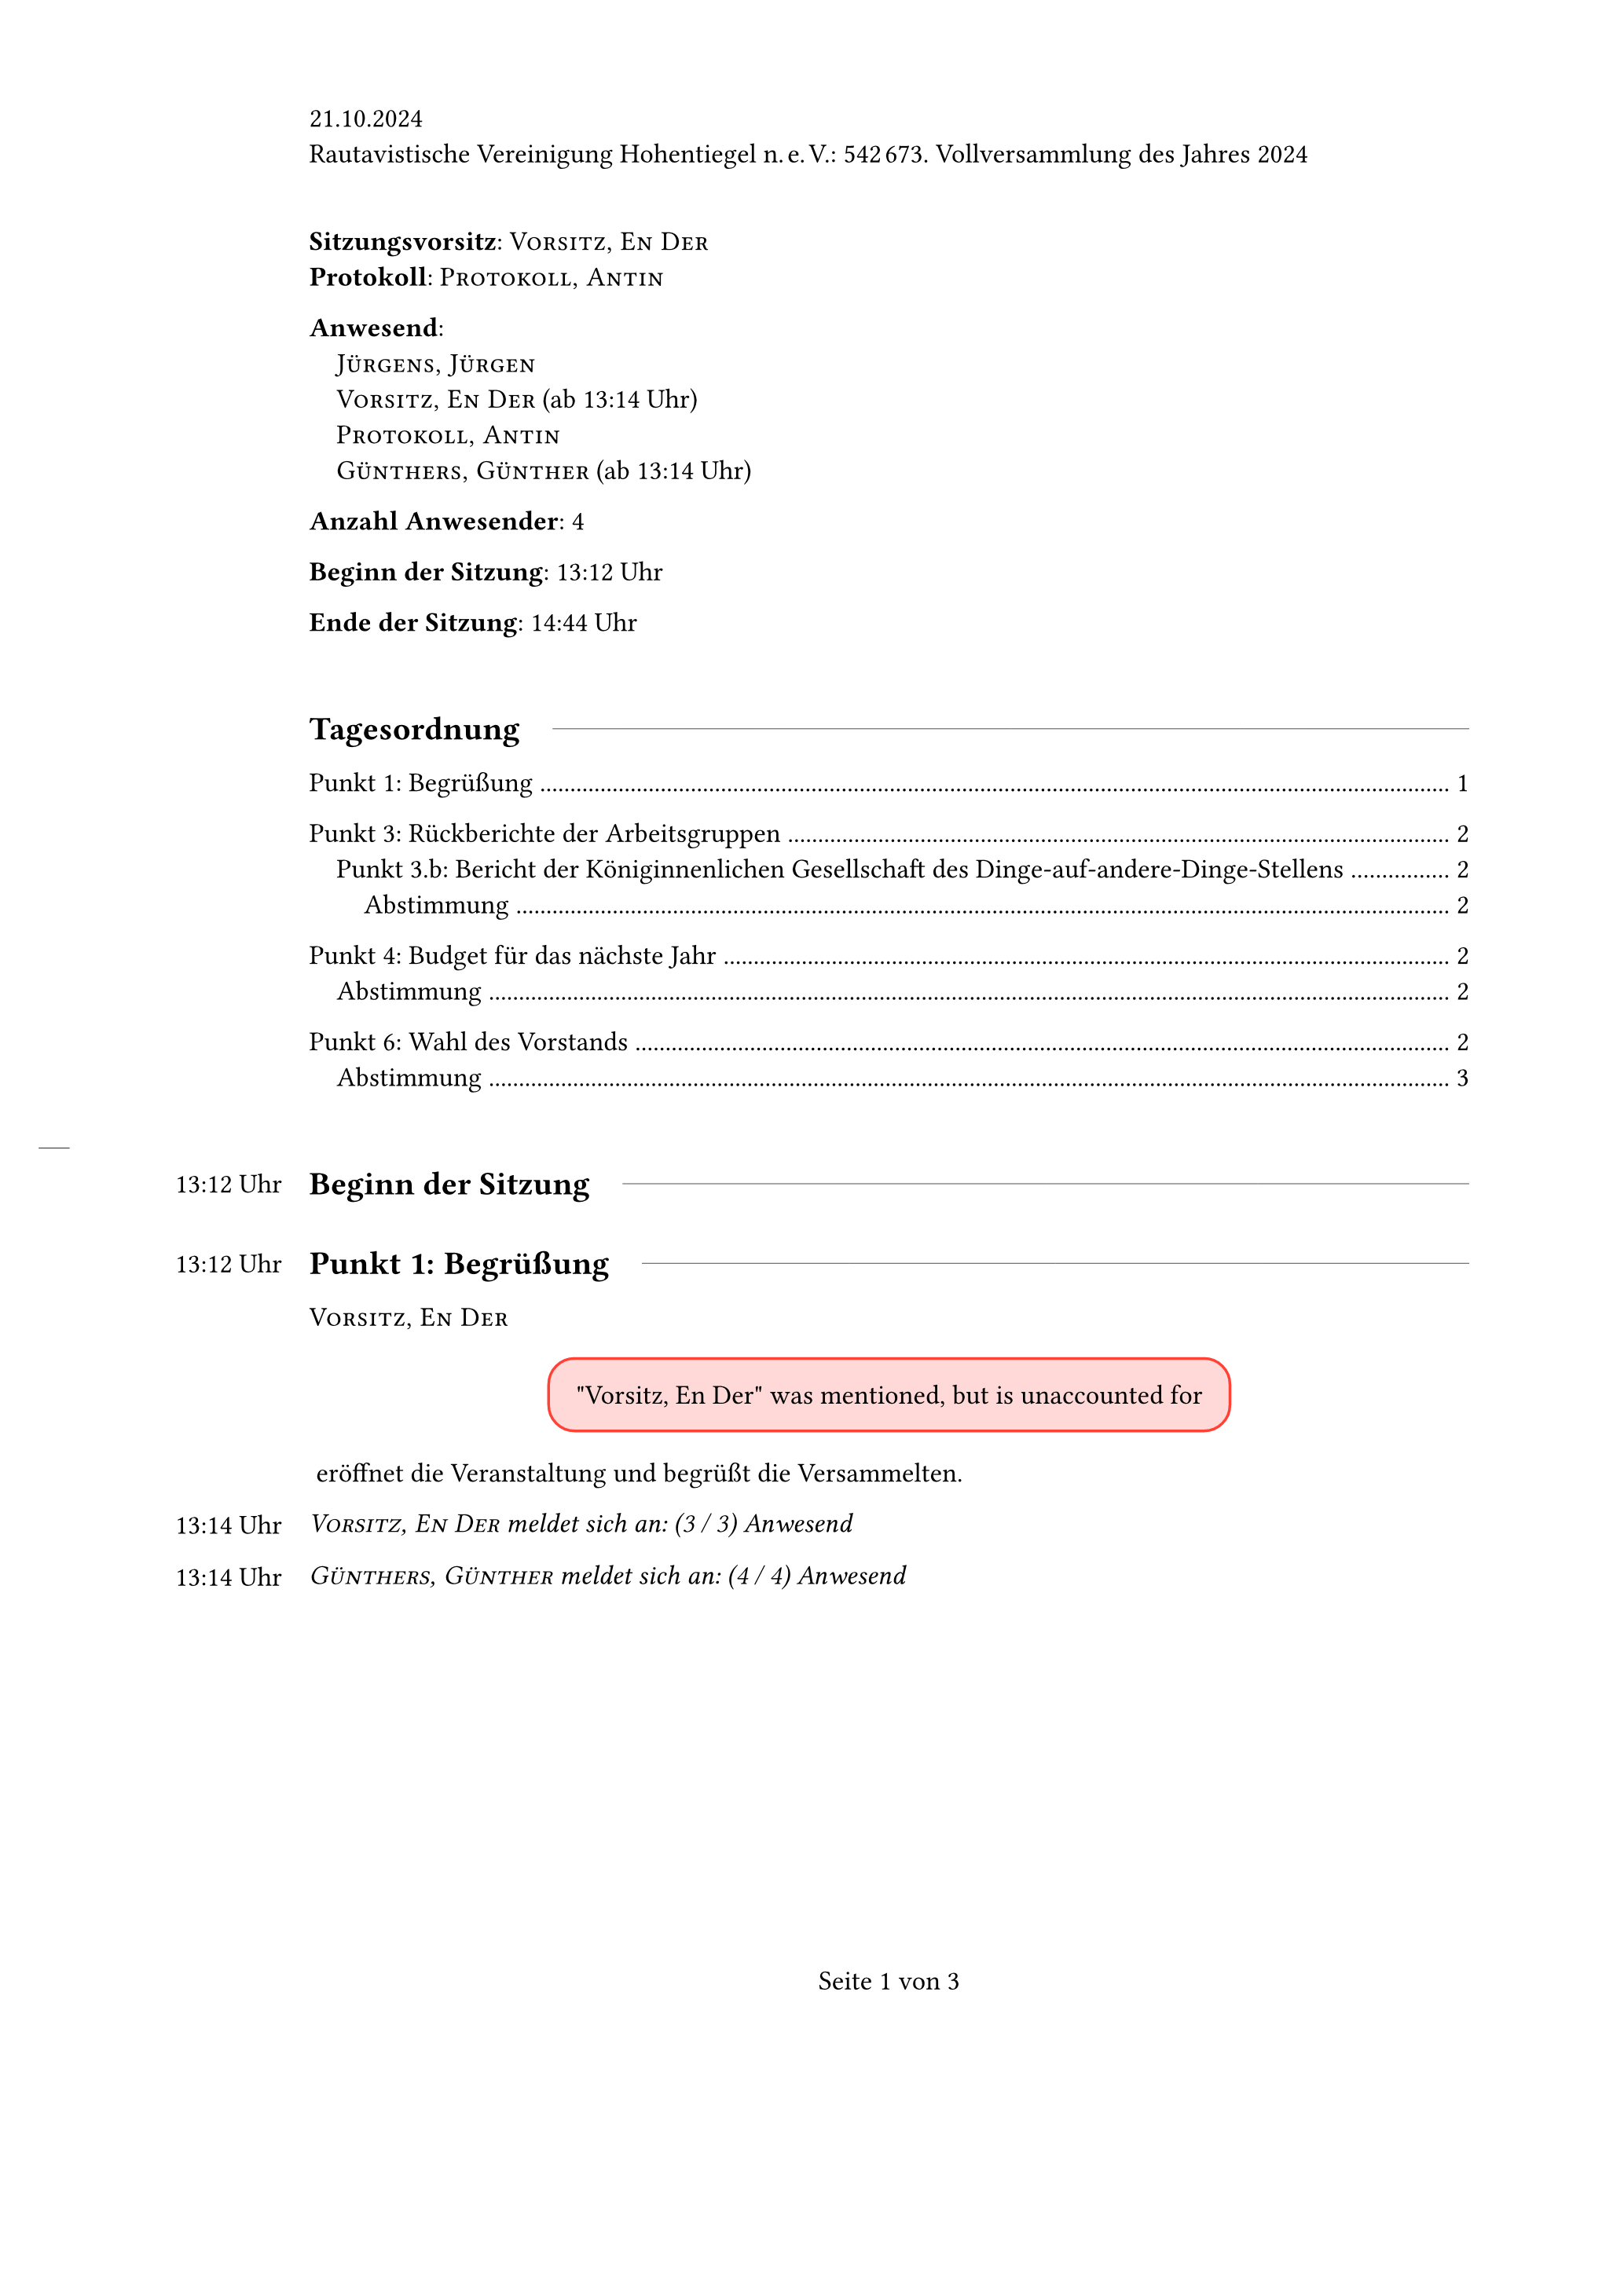 21.10.2024
Rautavistische Vereinigung Hohentiegel n. e. V.: 542 673. Vollversammlung des Jahres 2024
Sitzungsvorsitz: Vorsitz, En Der
Protokoll: Protokoll, Antin
Anwesend:
Jürgens, Jürgen
Vorsitz, En Der (ab 13:14 Uhr)
Protokoll, Antin
Günthers, Günther (ab 13:14 Uhr)
Anzahl Anwesender: 4
Beginn der Sitzung: 13:12 Uhr
Ende der Sitzung: 14:44 Uhr
Tagesordnung
Punkt 1: Begrüßung ........ 1
Punkt 3: Rückberichte der Arbeitsgruppen ........ 2
Punkt 3.b: Bericht der Königinnenlichen Gesellschaft des Dinge-auf-andere-Dinge-Stellens ........ 2
Abstimmung ........ 2
Punkt 4: Budget für das nächste Jahr ........ 2
Abstimmung ........ 2
Punkt 6: Wahl des Vorstands ........ 2
Abstimmung ........ 3
13:12 Uhr Beginn der Sitzung
13:12 Uhr Punkt 1: Begrüßung
Vorsitz, En Der
"Vorsitz, En Der" was mentioned, but is unaccounted for
eröffnet die Veranstaltung und begrüßt die Versammelten.
13:14 Uhr Vorsitz, En Der meldet sich an: (3 / 3) Anwesend
13:14 Uhr Günthers, Günther meldet sich an: (4 / 4) Anwesend
Seite 1 von 3